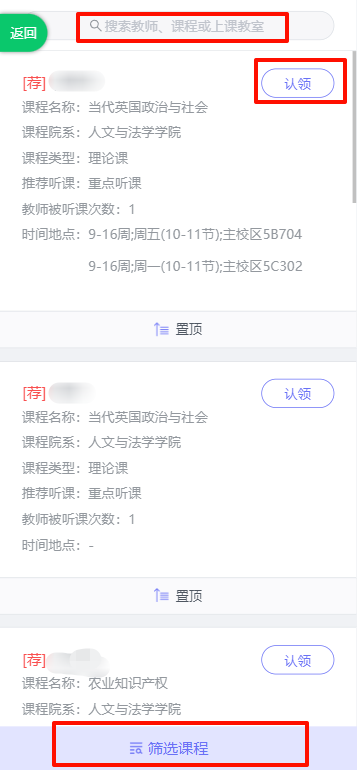 返回
搜索教师、课程或上课教室
[荐]
认领
课程名称：当代英国政治与社会
课程院系：人文与法学学院
课程类型：理论课
推荐听课：重点听课
教师被听课次数：1
时间地点：9-16周;周五(10-11节);主校区5B704
9-16周;周一(10-11节);主校区5C302
置顶
[荐]
认领
课程名称：当代英国政治与社会
课程院系：人文与法学学院
课程类型：理论课
推荐听课：重点听课
教师被听课次数：1
时间地点：-
置顶
[荐]
认领
课程名称：农业知识产权
课程院系：人文与法学学院
筛选课程